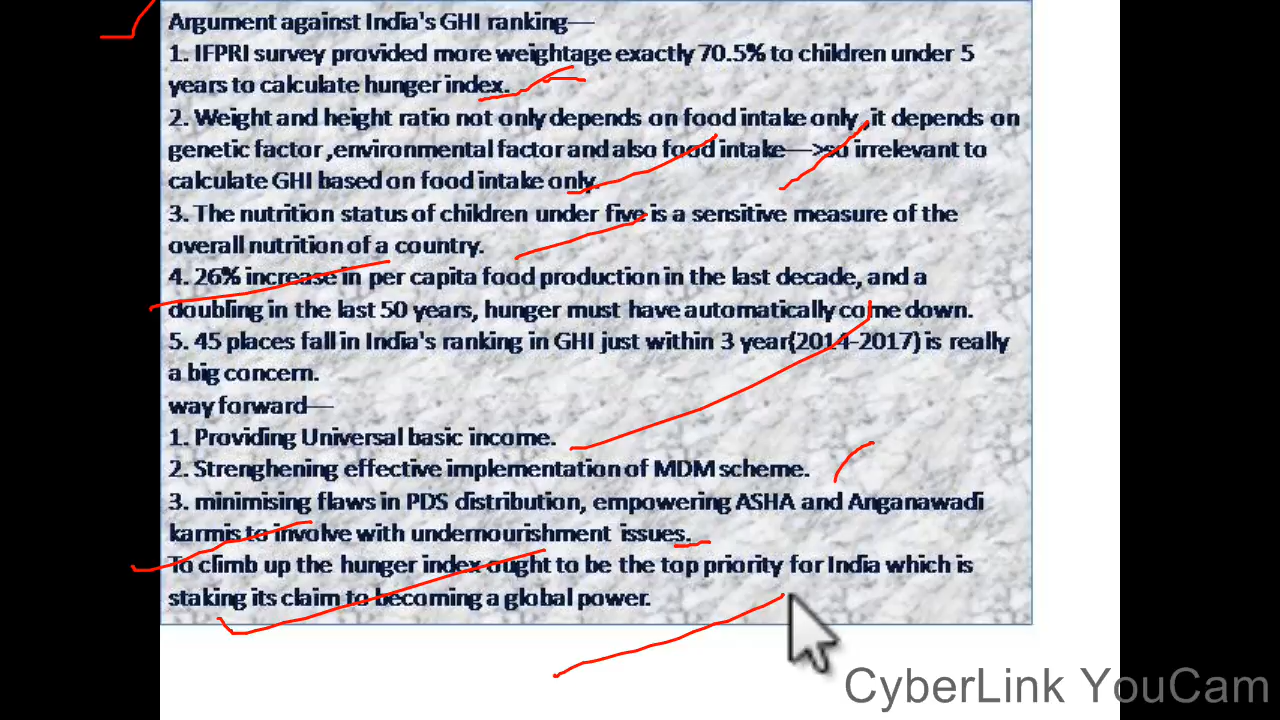 Argument against India's GHI ranking—
1. IFPRI survey provided more weightage exactly 70.5% to children under 5
years to calculate hunger index.
2. Weight and height ratio not only depends on food intake only ,it depends on
genetic factor ,environmental factor and also food intake—>so irrelevant to
calculate GHI based on food intake only.
3. The nutrition status of children under five is a sensitive measure of the
overall nutrition of a country.
4. 26% increase in per capita food production in the last decade, and a
doubling in the last 50 years, hunger must have automatically come down.
5. 45 places fall in India's ranking in GHI just within 3 year(2014-2017) is really
a big concern.
way forward—
1. Providing Universal basic income.
2. Strenghening effective implementation of MDM scheme.
3. minimising flaws in PDS distribution, empowering ASHA and Anganawadi
karmis to involve with undernourishment issues.
To climb up the hunger index ought to be the top priority for India which is
staking its claim to becoming a global power.
CyberLink YouCam